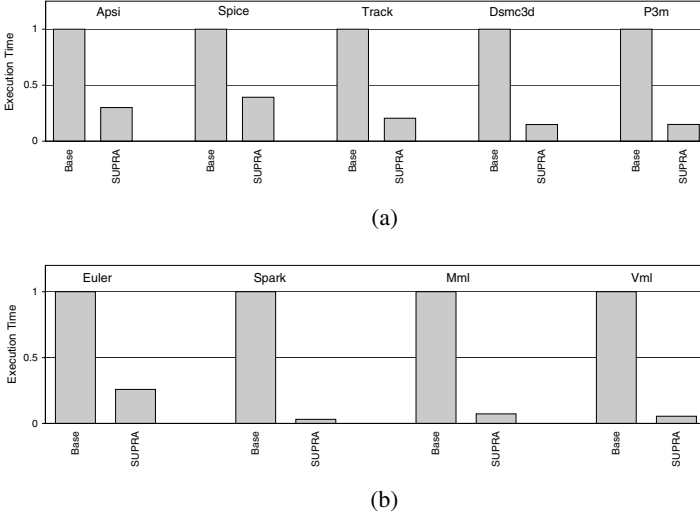 Apsi Spice Track Dsmc3d P3m
1
0.5
0
Execution Time
Base SUPRA Base SUPRA Base SUPRA Base SUPRA Base SUPRA
(a)
Euler Spark Mml Vml
1
0.5
0
Execution Time
Base SUPRA Base SUPRA Base SUPRA Base SUPRA
(b)